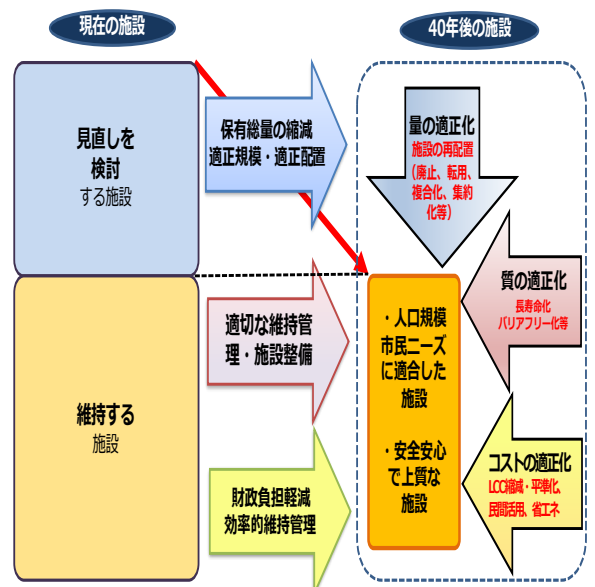 現在の施設
40年後の施設
見直しを
検討
する施設
保有総量の縮減
適正規模・適正配置
量の適正化
施設の再配置
（廃止、転用、
複合化、集約
化等）
質の適正化
長寿命化
バリアフリー化等
適切な維持管
理・施設整備
・人口規模
市民ニーズ
に適合した
施設
・安全安心
で上質な
施設
維持する
施設
コストの適正化
LCC縮減・平準化、
民間活用、省エネ
財政負担軽減
効率的維持管理